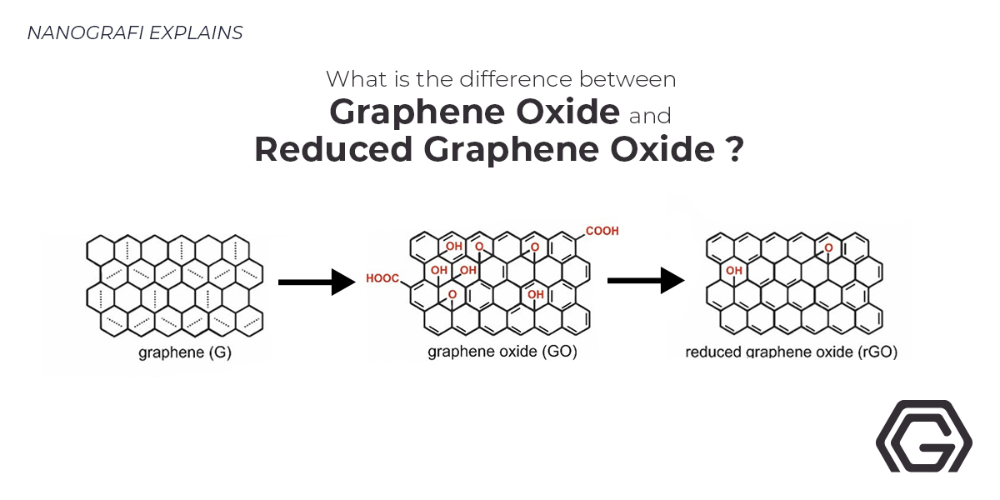 NANOGRAFI EXPLAINS
What is the difference between
Graphene Oxide and
Reduced Graphene Oxide ?
COOH
OH O O
OH OH
HOOC
O OH
O
OH
graphene (G)
graphene oxide (GO)
reduced graphene oxide (rGO)